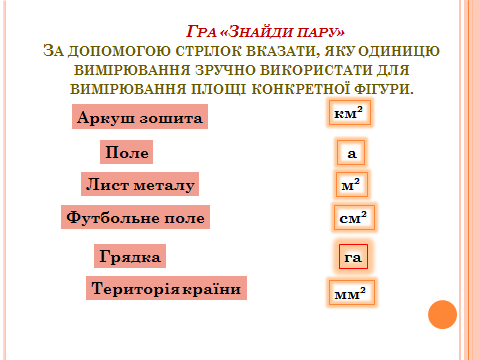 Гра «Знайди пару»
За допомогою стрілок вказати, яку одиницю
вимірювання зручно використати для
вимірювання площі конкретної фігури.
Аркуш зошита км²
Поле а
Лист металу м²
Футбольне поле см²
Грядка га
Територія країни мм²